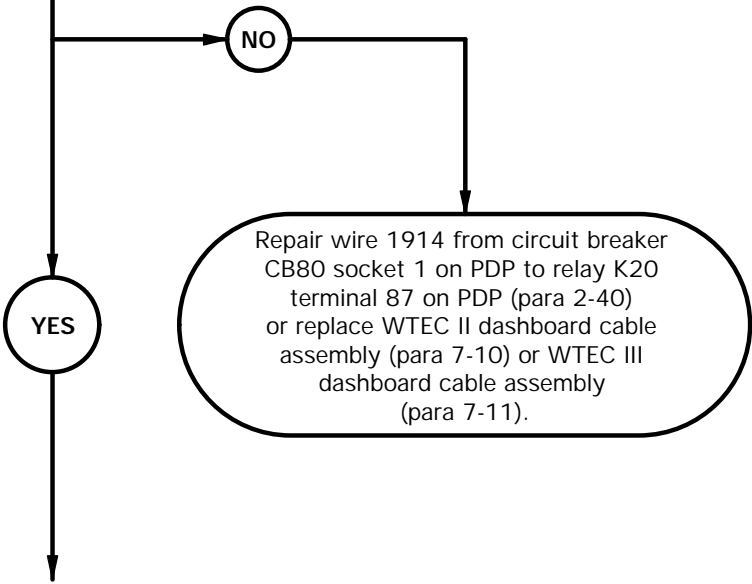 NO
Repair wire 1914 from circuit breaker
CB80 socket 1 on PDP to relay K20
terminal 87 on PDP (para 2-40)
or replace WTEC II dashboard cable
assembly (para 7-10) or WTEC III
dashboard cable assembly
(para 7-11).
YES